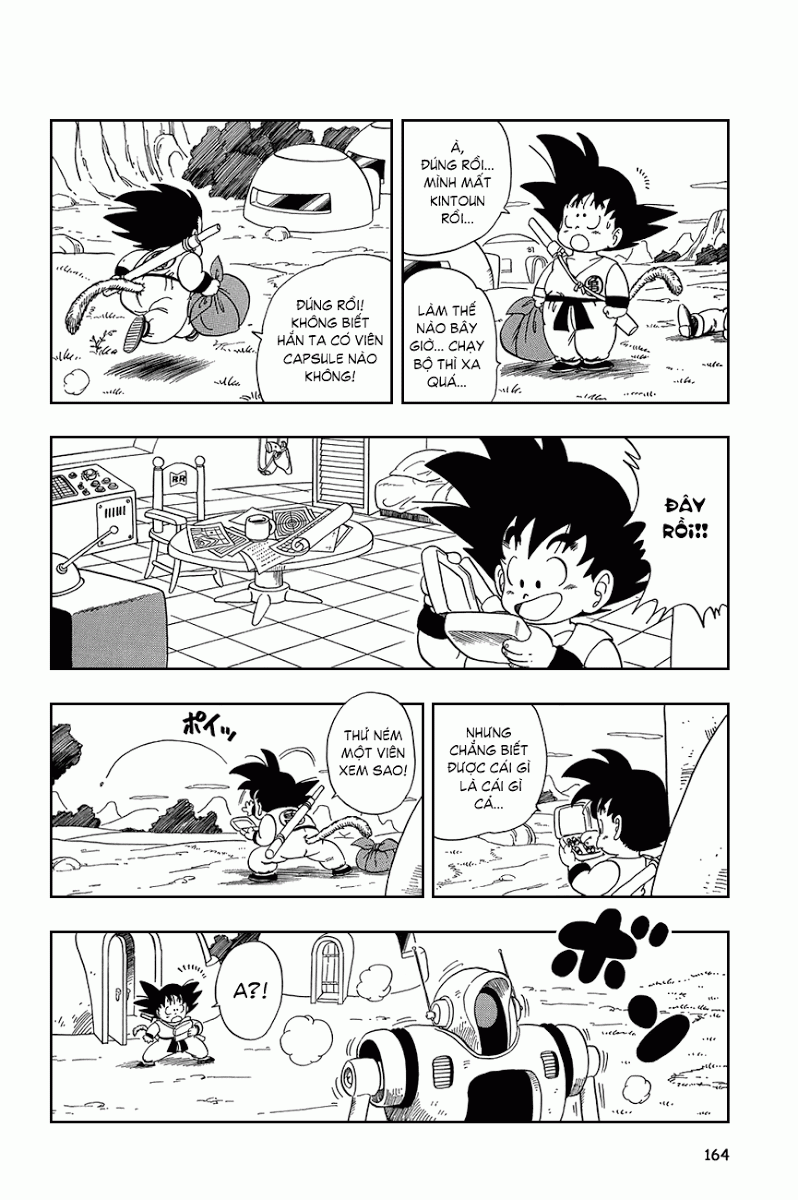 À,
ĐÚNG RỒI...
MÌNH MẤT
KINTOUN
RỒI...
LÀM THẾ
NÀO BÂY
GIỜ... CHẠY
BỘ THÌ XA
QUÁ...
ĐÚNG RỒI!
KHÔNG BIẾT
HẮN TA CÓ VIÊN
CAPSULE NÀO
KHÔNG!
ĐÂY
RỒI!!
RR
NHƯNG
CHẲNG BIẾT
ĐƯỢC CÁI GÌ
LÀ CÁI GÌ
CẢ...
THỬ NÉM
MỘT VIÊN
XEM SAO!
ポイッ
ボン
A?!
164